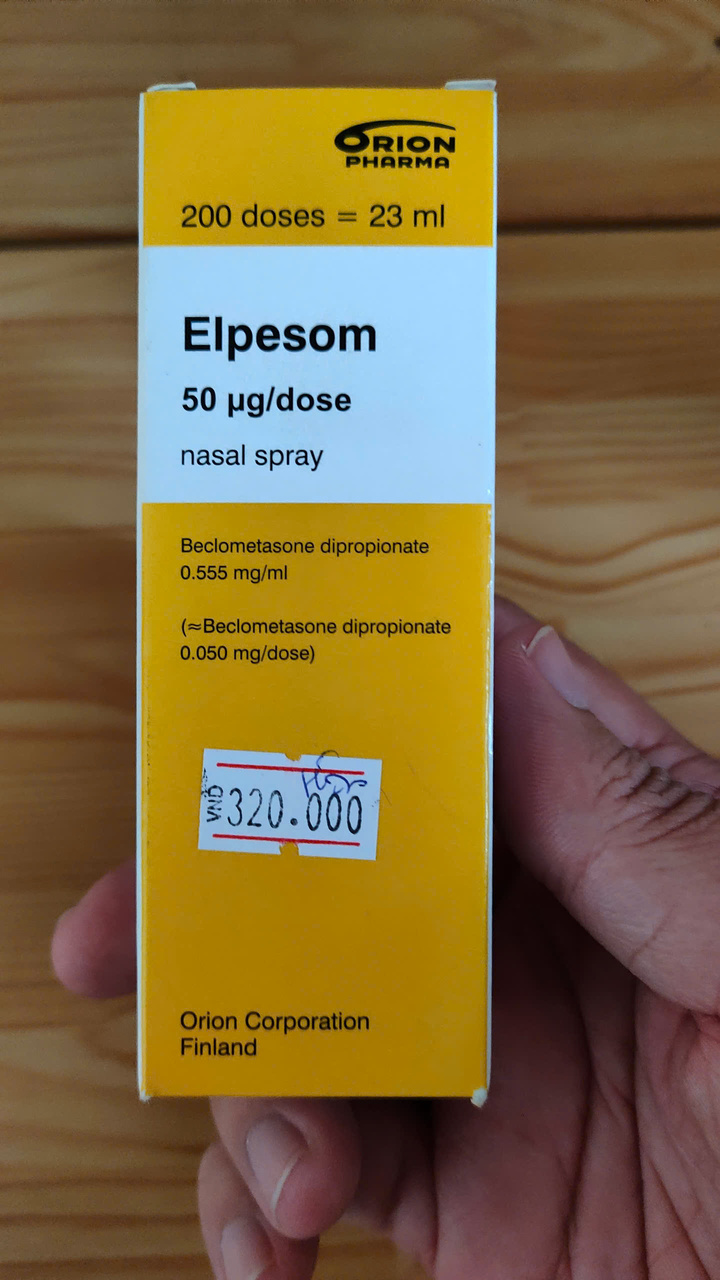 ORION
PHARMA
200 doses = 23 ml
Elpesom
50 µg/dose
nasal spray
Beclometasone dipropionate
0.555 mg/ml
(≈Beclometasone dipropionate
0.050 mg/dose)
VND 320.000
Orion Corporation
Finland